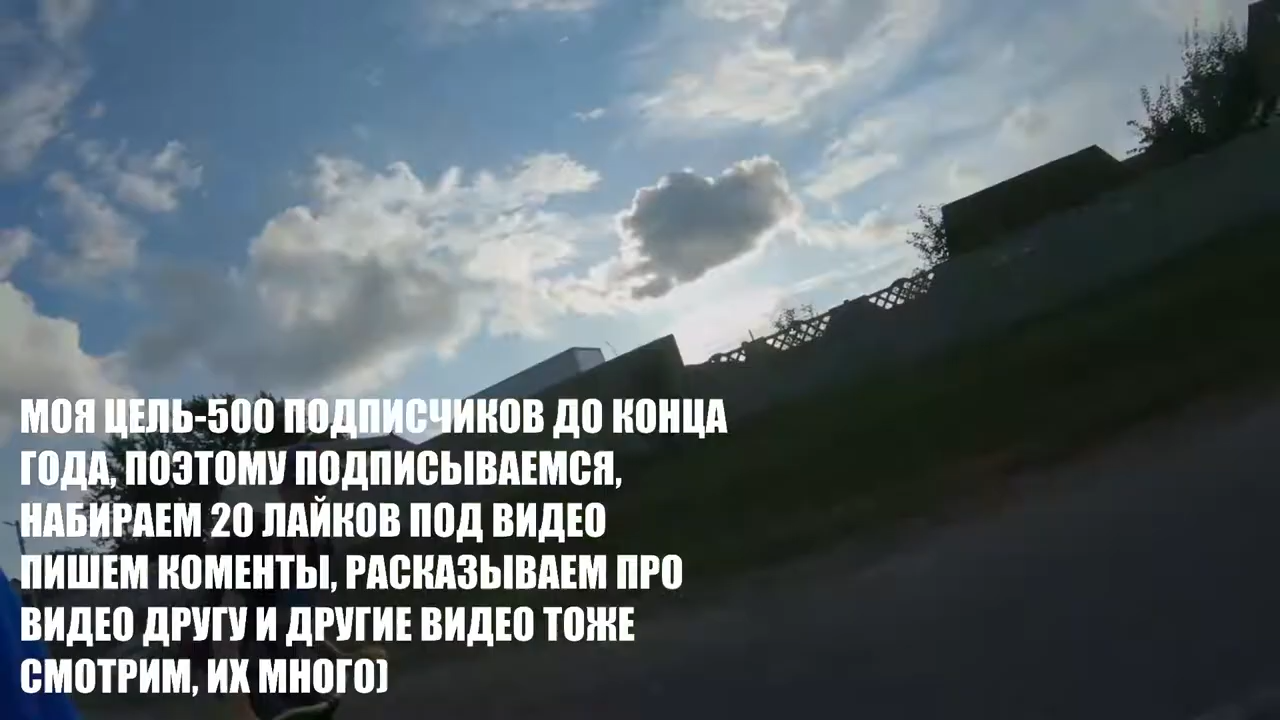 МОЯ ЦЕЛЬ-500 ПОДПИСЧИКОВ ДО КОНЦА
ГОДА, ПОЭТОМУ ПОДПИСЫВАЕМСЯ,
НАБИРАЕМ 20 ЛАЙКОВ ПОД ВИДЕО
ПИШЕМ КОМЕНТЫ, РАСКАЗЫВАЕМ ПРО
ВИДЕО ДРУГУ И ДРУГИЕ ВИДЕО ТОЖЕ
СМОТРИМ, ИХ МНОГО)